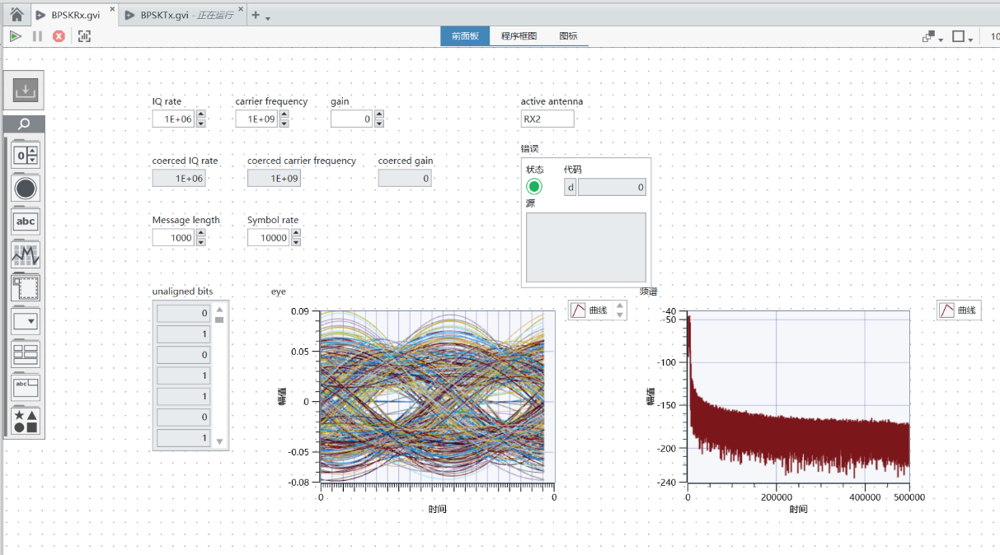 BPSKRx.gvi × BPSKTx.gvi - 正在运行 × +
前面板 程序框图 图标 10
IQ rate carrier frequency gain active antenna
1E+06 1E+09 0 RX2
错误
coerced IQ rate coerced carrier frequency coerced gain 状态 代码
1E+06 1E+09 0 d 0
源
Message length Symbol rate
1000 10000
unaligned bits eye 频谱
0
1
0
1
1
0
1
0.09
0.05
0
-0.05
-0.08
幅值
0 0
时间
曲线
-40
-50
-100
-150
-200
-240
幅值
0 200000 400000 500000
时间
曲线
0
abc
abc